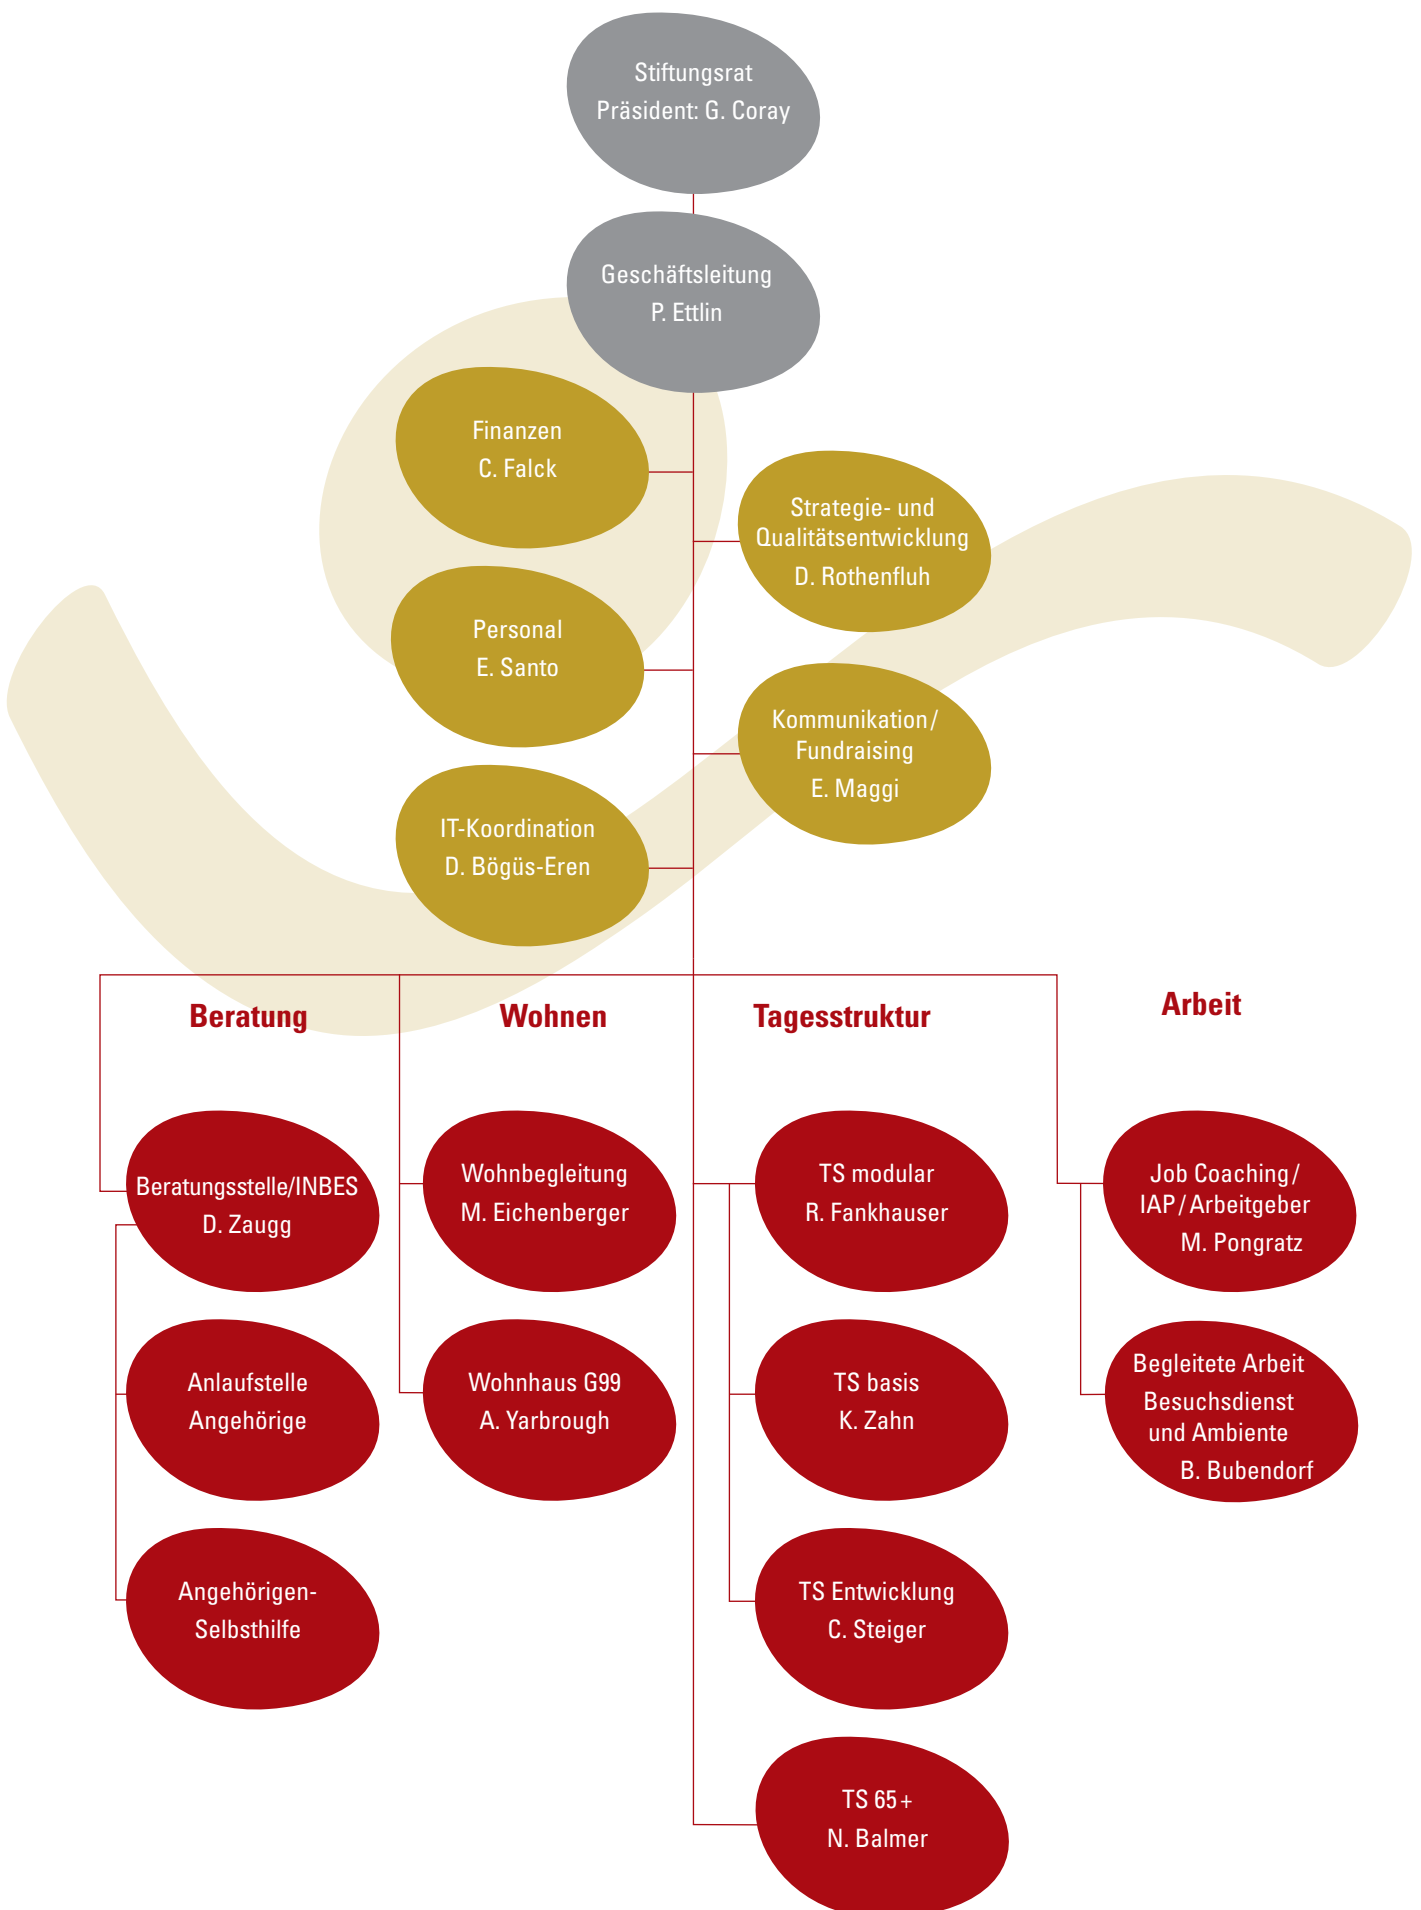 Stiftungsrat
Präsident: G. Coray
Geschäftsleitung
P. Ettlin
Finanzen
C. Falck
Strategie- und
Qualitätsentwicklung
D. Rothenfluh
Personal
E. Santo
Kommunikation/
Fundraising
E. Maggi
IT-Koordination
D. Bögüs-Eren
Beratung
Wohnen
Tagesstruktur
Arbeit
Beratungsstelle/INBES
D. Zaugg
Wohnbegleitung
M. Eichenberger
TS modular
R. Fankhauser
Job Coaching/
IAP/Arbeitgeber
M. Pongratz
Anlaufstelle
Angehörige
Wohnhaus G99
A. Yarbrough
TS basis
K. Zahn
Begleitete Arbeit
Besuchsdienst
und Ambiente
B. Bubendorf
Angehörigen-
Selbsthilfe
TS Entwicklung
C. Steiger
TS 65+
N. Balmer